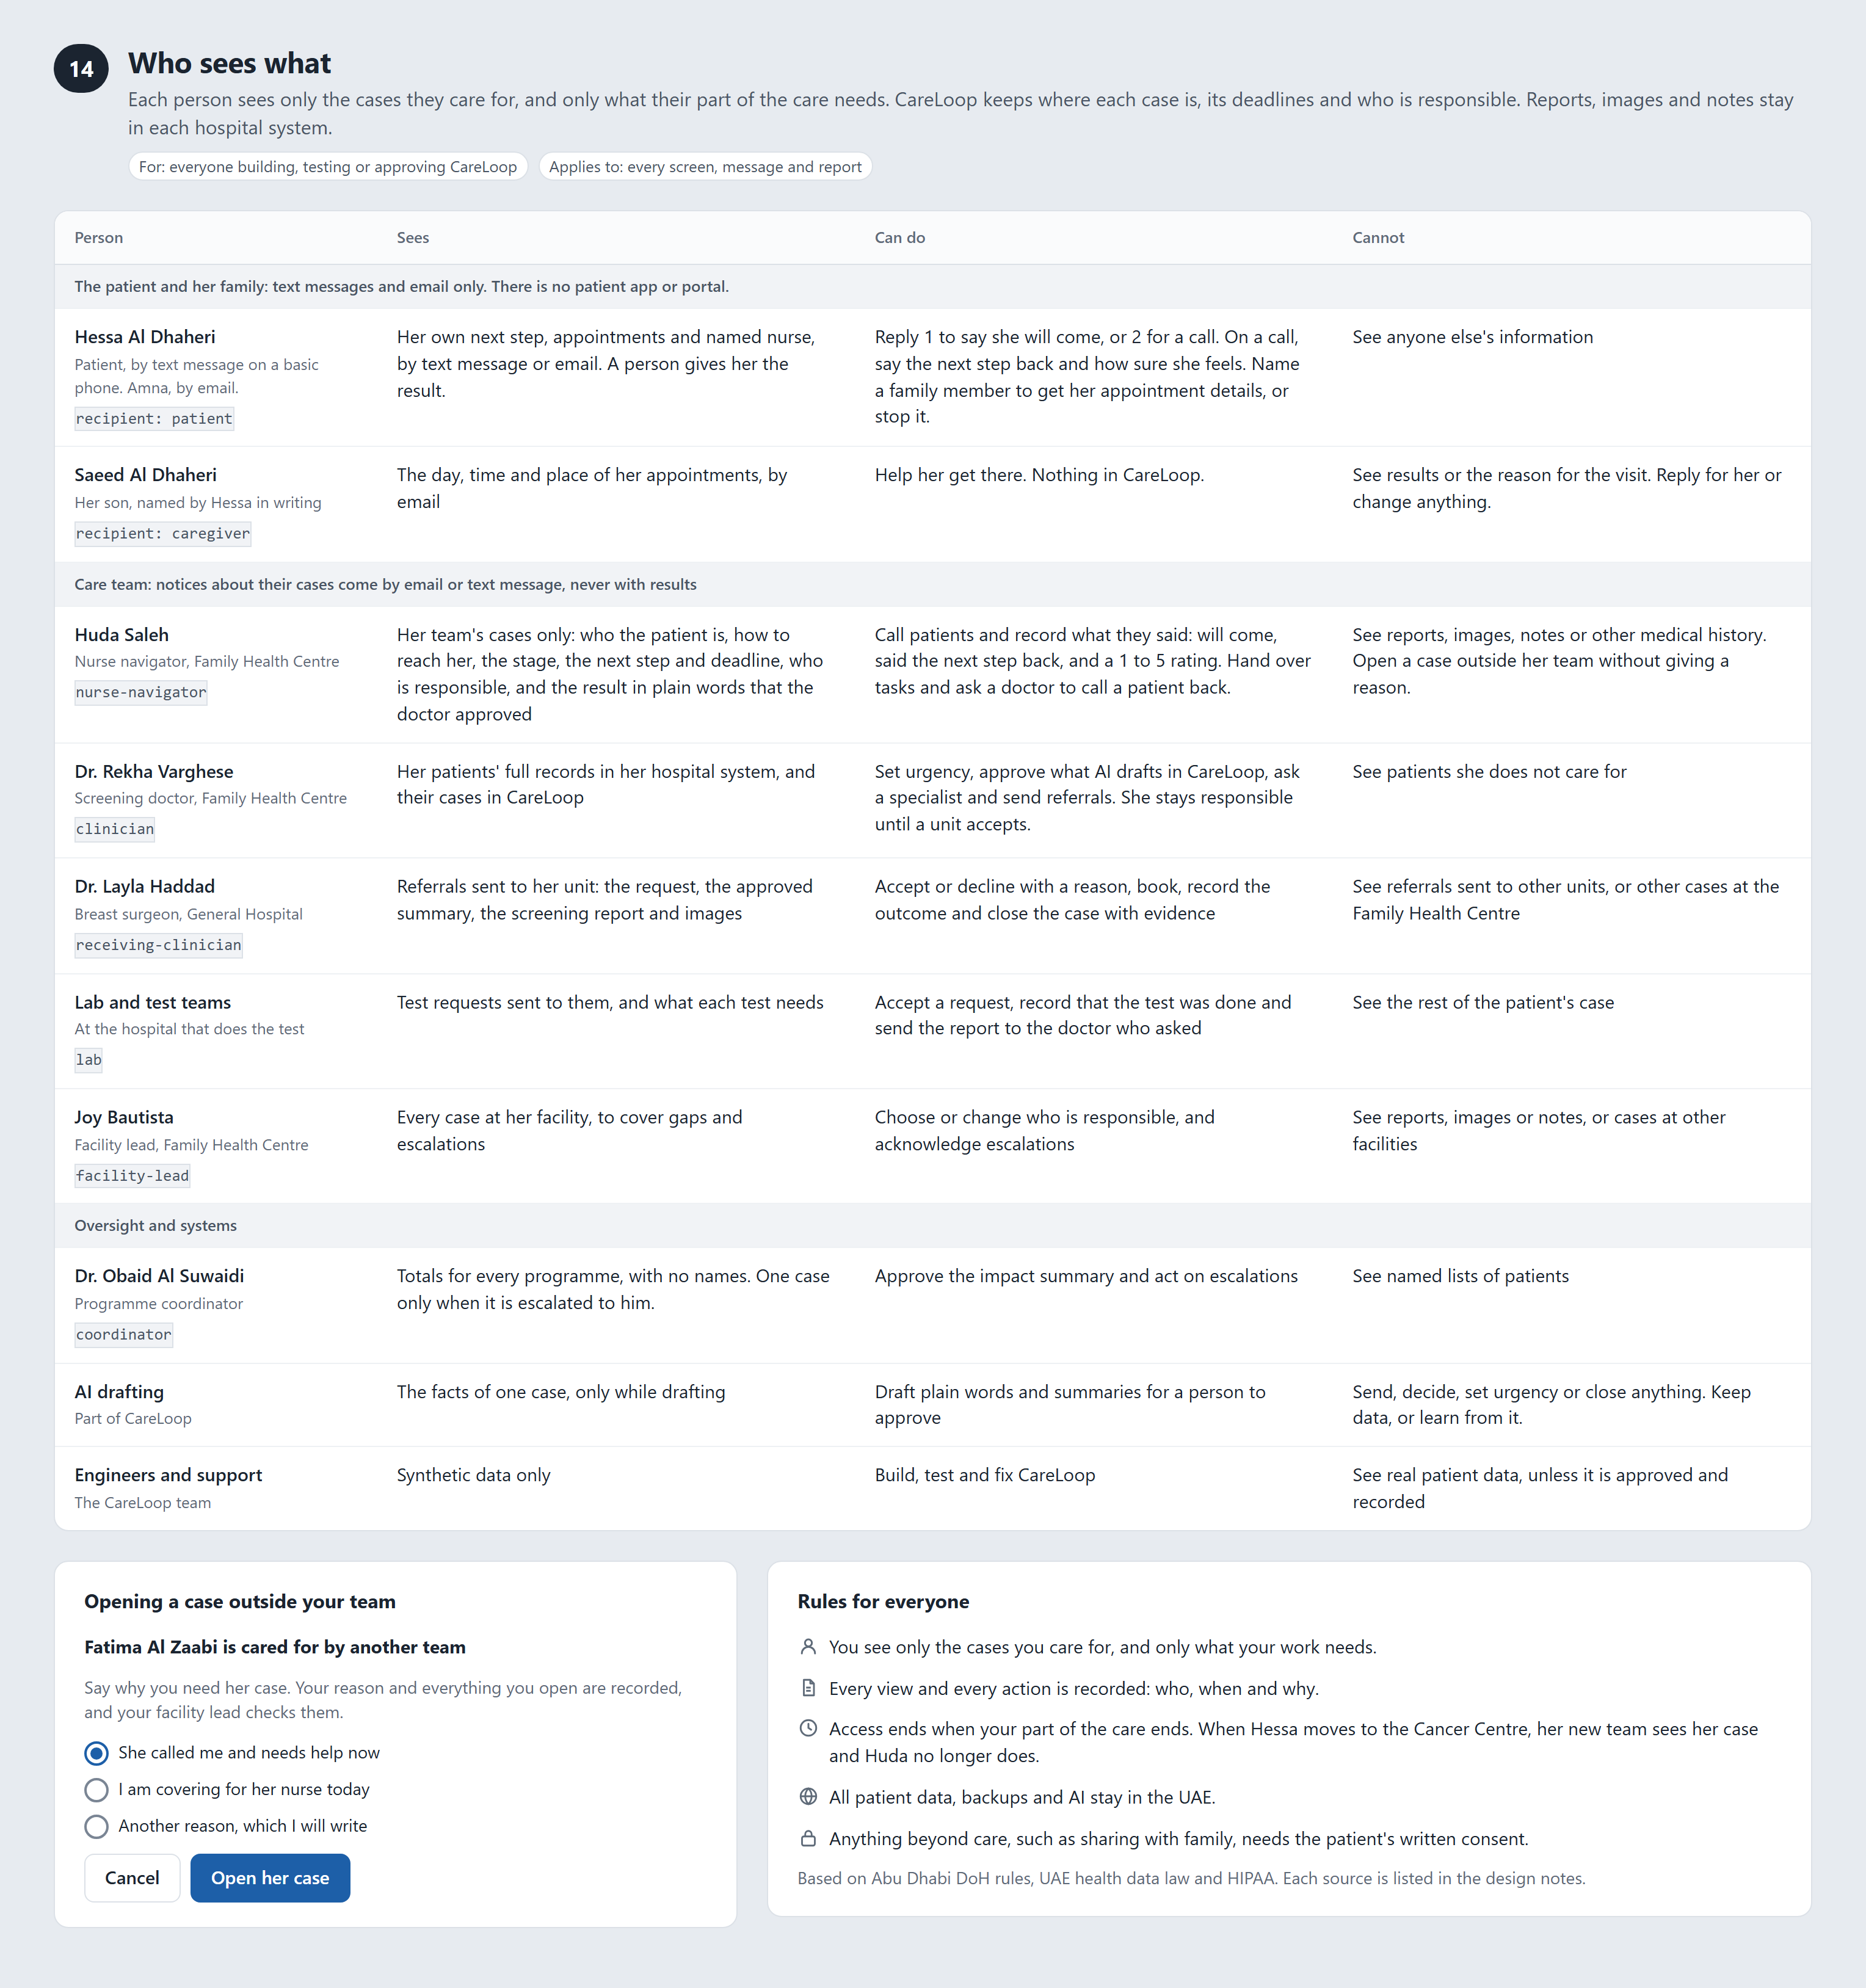 14
Who sees what
Each person sees only the cases they care for, and only what their part of the care needs. CareLoop keeps where each case is, its deadlines and who is responsible. Reports, images and notes stay
in each hospital system.
For: everyone building, testing or approving CareLoop
Applies to: every screen, message and report
Person
Sees
Can do
Cannot
The patient and her family: text messages and email only. There is no patient app or portal.
Hessa Al Dhaheri
Patient, by text message on a basic
phone. Amna, by email.
recipient: patient
Her own next step, appointments and named nurse,
by text message or email. A person gives her the
result.
Reply 1 to say she will come, or 2 for a call. On a call,
say the next step back and how sure she feels. Name
a family member to get her appointment details, or
stop it.
See anyone else's information
Saeed Al Dhaheri
Her son, named by Hessa in writing
recipient: caregiver
The day, time and place of her appointments, by
email
Help her get there. Nothing in CareLoop.
See results or the reason for the visit. Reply for her or
change anything.
Care team: notices about their cases come by email or text message, never with results
Huda Saleh
Nurse navigator, Family Health Centre
nurse-navigator
Her team's cases only: who the patient is, how to
reach her, the stage, the next step and deadline, who
is responsible, and the result in plain words that the
doctor approved
Call patients and record what they said: will come,
said the next step back, and a 1 to 5 rating. Hand over
tasks and ask a doctor to call a patient back.
See reports, images, notes or other medical history.
Open a case outside her team without giving a
reason.
Dr. Rekha Varghese
Screening doctor, Family Health Centre
clinician
Her patients' full records in her hospital system, and
their cases in CareLoop
Set urgency, approve what AI drafts in CareLoop, ask
a specialist and send referrals. She stays responsible
until a unit accepts.
See patients she does not care for
Dr. Layla Haddad
Breast surgeon, General Hospital
receiving-clinician
Referrals sent to her unit: the request, the approved
summary, the screening report and images
Accept or decline with a reason, book, record the
outcome and close the case with evidence
See referrals sent to other units, or other cases at the
Family Health Centre
Lab and test teams
At the hospital that does the test
lab
Test requests sent to them, and what each test needs
Accept a request, record that the test was done and
send the report to the doctor who asked
See the rest of the patient's case
Joy Bautista
Facility lead, Family Health Centre
facility-lead
Every case at her facility, to cover gaps and
escalations
Choose or change who is responsible, and
acknowledge escalations
See reports, images or notes, or cases at other
facilities
Oversight and systems
Dr. Obaid Al Suwaidi
Programme coordinator
coordinator
Totals for every programme, with no names. One case
only when it is escalated to him.
Approve the impact summary and act on escalations
See named lists of patients
AI drafting
Part of CareLoop
The facts of one case, only while drafting
Draft plain words and summaries for a person to
approve
Send, decide, set urgency or close anything. Keep
data, or learn from it.
Engineers and support
The CareLoop team
Synthetic data only
Build, test and fix CareLoop
See real patient data, unless it is approved and
recorded
Opening a case outside your team
Fatima Al Zaabi is cared for by another team
Say why you need her case. Your reason and everything you open are recorded,
and your facility lead checks them.
She called me and needs help now
I am covering for her nurse today
Another reason, which I will write
Cancel
Open her case
Rules for everyone
You see only the cases you care for, and only what your work needs.
Every view and every action is recorded: who, when and why.
Access ends when your part of the care ends. When Hessa moves to the Cancer Centre, her new team sees her case
and Huda no longer does.
All patient data, backups and AI stay in the UAE.
Anything beyond care, such as sharing with family, needs the patient's written consent.
Based on Abu Dhabi DoH rules, UAE health data law and HIPAA. Each source is listed in the design notes.